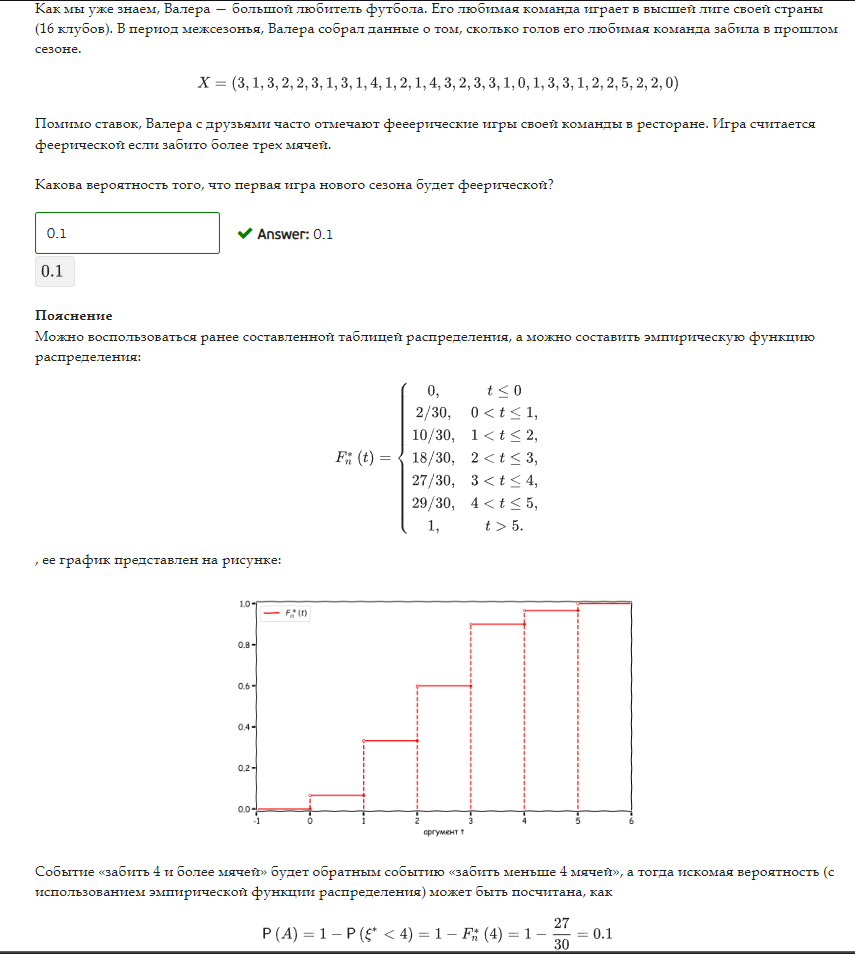 Как мы уже знаем, Валера — большой любитель футбола. Его любимая команда играет в высшей лиге своей страны
(16 клубов). В период межсезонья, Валера собрал данные о том, сколько голов его любимая команда забила в прошлом
сезоне.
X = (3, 1, 3, 2, 2, 3, 1, 3, 1, 4, 1, 2, 1, 4, 3, 2, 3, 3, 1, 0, 1, 3, 3, 1, 2, 2, 5, 2, 2, 0)
Помимо ставок, Валера с друзьями часто отмечают фееерические игры своей команды в ресторане. Игра считается
феерической если забито более трех мячей.
Какова вероятность того, что первая игра нового сезона будет феерической?
0.1 ✔ Answer: 0.1
0.1
Пояснение
Можно воспользоваться ранее составленной таблицей распределения, а можно составить эмпирическую функцию
распределения:
0, t ≤ 0
2/30, 0 < t ≤ 1,
10/30, 1 < t ≤ 2,
F*n (t) = { 18/30, 2 < t ≤ 3,
27/30, 3 < t ≤ 4,
29/30, 4 < t ≤ 5,
1, t > 5.
, ее график представлен на рисунке:
F*n(t)
1.0
0.8
0.6
0.4
0.2
0.0
-1 0 1 2 3 4 5 6
аргумент t
Событие «забить 4 и более мячей» будет обратным событию «забить меньше 4 мячей», а тогда искомая вероятность (с
использованием эмпирической функции распределения) может быть посчитана, как
P (A) = 1 − P (ξ* < 4) = 1 − F*n (4) = 1 − 27/30 = 0.1